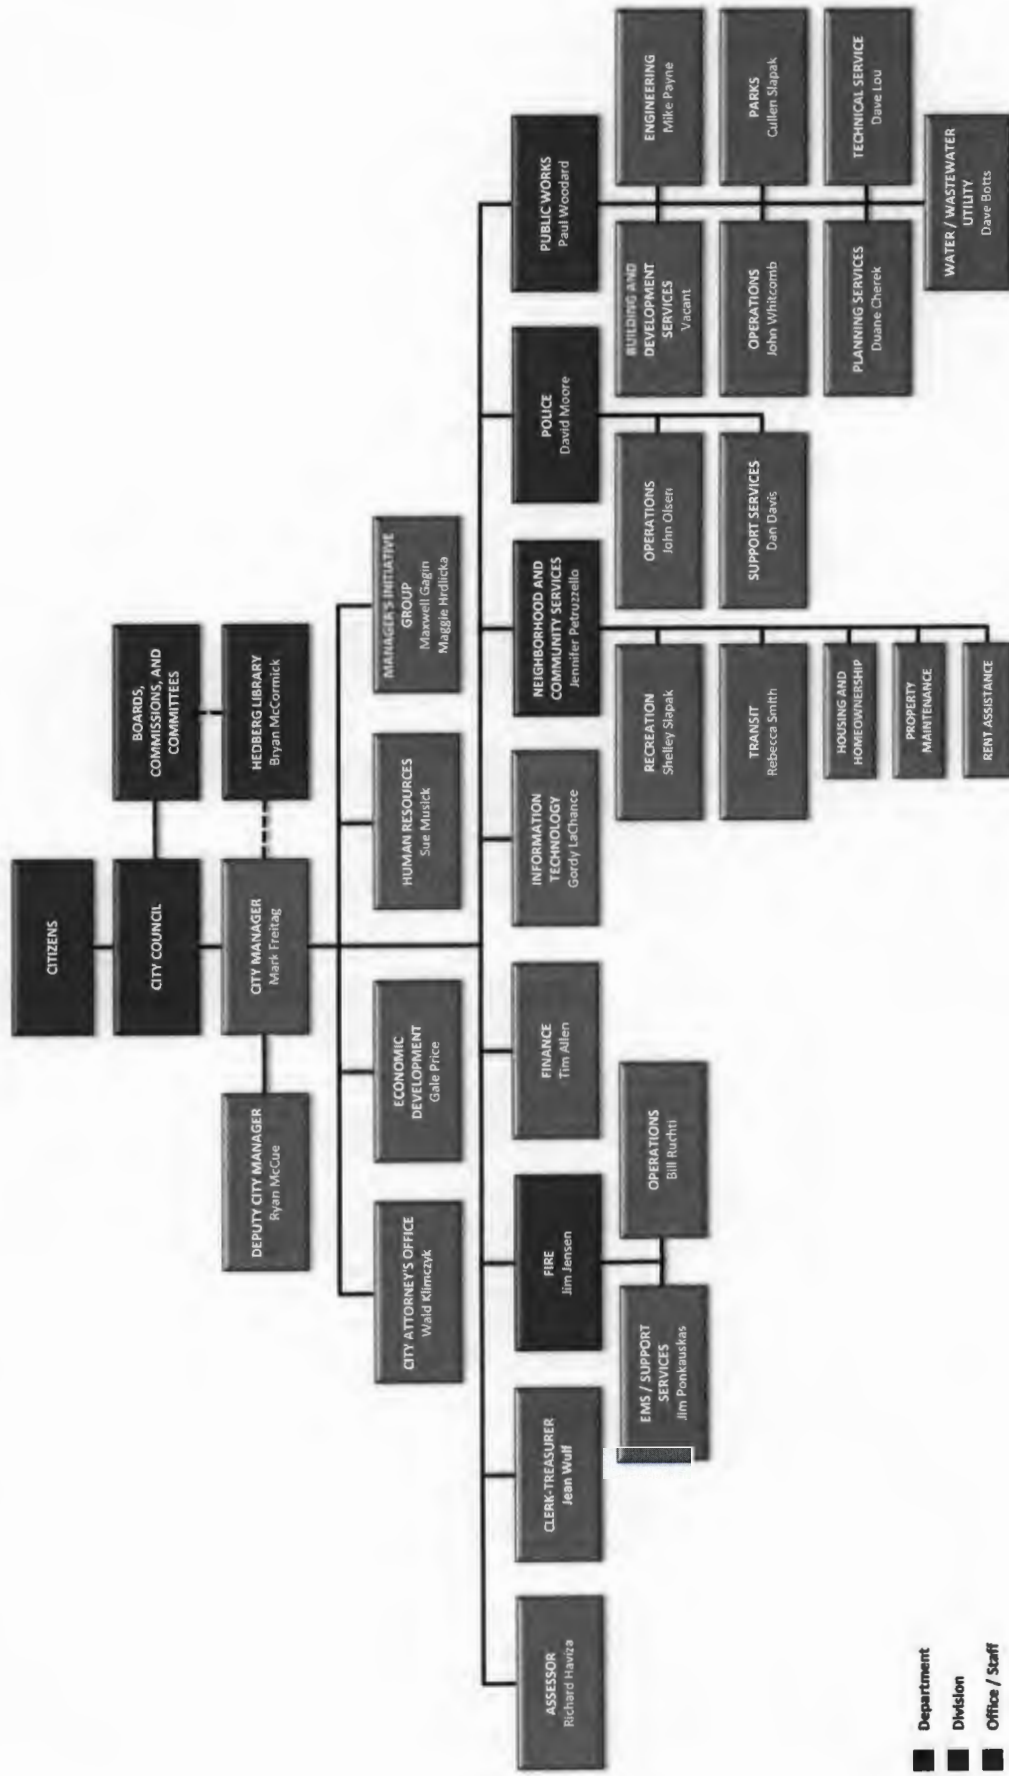 CITIZENS
CITY COUNCIL
BOARDS,
COMMISSIONS, AND
COMMITTEES
DEPUTY CITY MANAGER
Ryan McCue
CITY MANAGER
Mark Freitag
HEDBERG LIBRARY
Bryan McCormick
CITY ATTORNEY'S OFFICE
Wald Klimczyk
ECONOMIC
DEVELOPMENT
Gale Price
HUMAN RESOURCES
Sue Musick
MANAGER'S INITIATIVE
GROUP
Maxwell Gagin
Maggie Hrdlicka
ASSESSOR
Richard Haviza
CLERK-TREASURER
Jean Wulf
FIRE
Jim Jensen
FINANCE
Tim Allen
INFORMATION
TECHNOLOGY
Gordy LaChance
NEIGHBORHOOD AND
COMMUNITY SERVICES
Jennifer Petruzzello
POLICE
David Moore
PUBLIC WORKS
Paul Woodard
EMS / SUPPORT
SERVICES
Jim Ponkauskas
OPERATIONS
Bill Ruchti
RECREATION
Shelley Slapak
TRANSIT
Rebecca Smith
HOUSING AND
HOMEOWNERSHIP
PROPERTY
MAINTENANCE
RENT ASSISTANCE
OPERATIONS
John Olsen
SUPPORT SERVICES
Dan Davis
BUILDING AND
DEVELOPMENT
SERVICES
Vacant
ENGINEERING
Mike Payne
OPERATIONS
John Whitcomb
PARKS
Cullen Slapak
PLANNING SERVICES
Duane Cherek
TECHNICAL SERVICE
Dave Lou
WATER / WASTEWATER
UTILITY
Dave Botts
Department
Division
Office / Staff